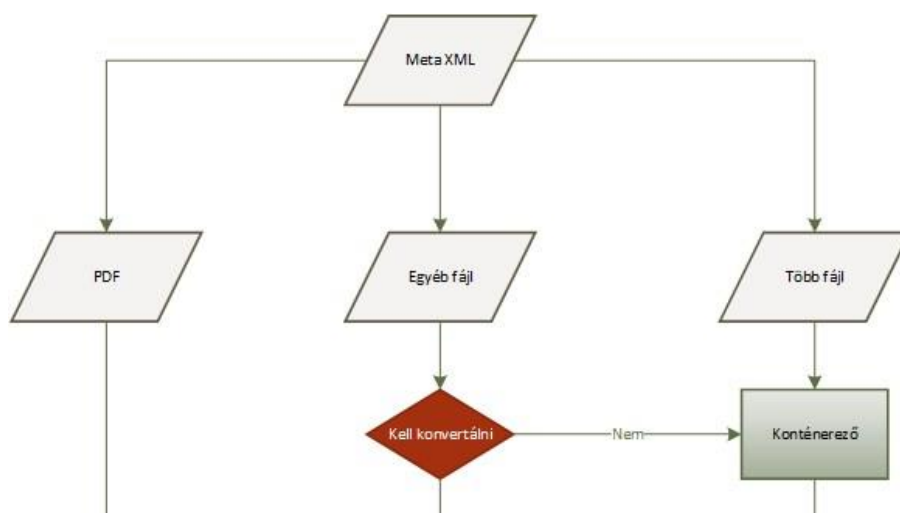 Meta XML
PDF
Egyéb fájl
Több fájl
Kell konvertálni
Nem
Konténerező